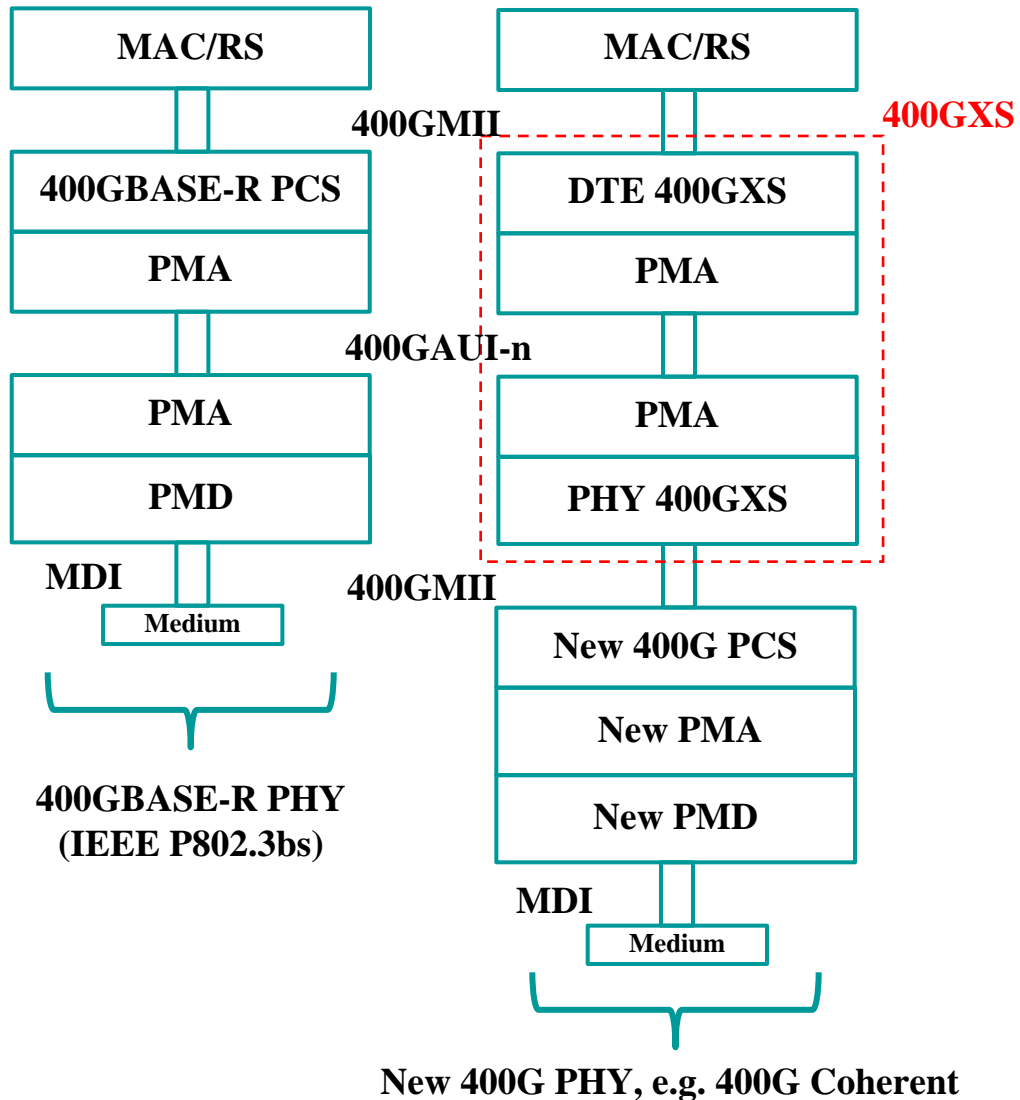 MAC/RS
MAC/RS
400GMII
400GXS
400GBASE-R PCS
DTE 400GXS
PMA
PMA
400GAUI-n
PMA
PMA
PMD
PHY 400GXS
MDI
400GMII
Medium
New 400G PCS
New PMA
400GBASE-R PHY
(IEEE P802.3bs)
New PMD
MDI
Medium
New 400G PHY, e.g. 400G Coherent